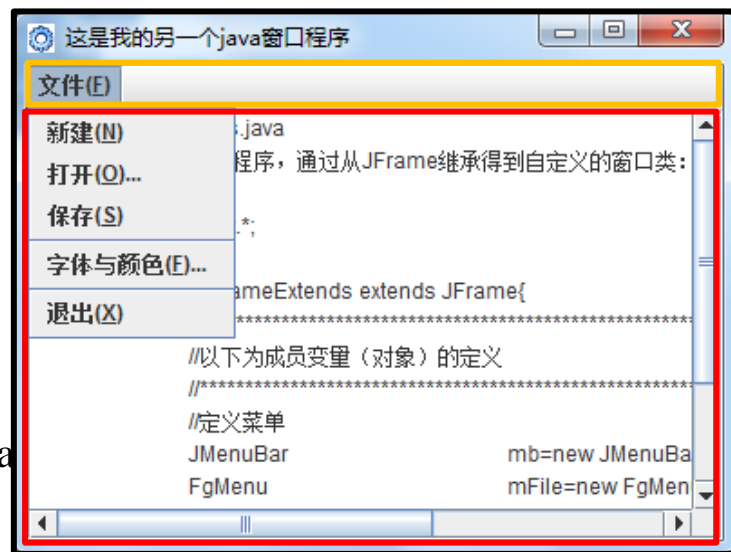 这是我的另一个java窗口程序
文件(F)
新建(N)
打开(O)...
保存(S)
字体与颜色(F)...
退出(X)
.java
程序，通过从JFrame继承得到自定义的窗口类：
.*;
ameExtends extends JFrame{
**************************************************************
//以下为成员变量（对象）的定义
//*******************************************************************
//定义菜单
JMenuBar mb=new JMenuBa
FgMenu mFile=new FgMen
a